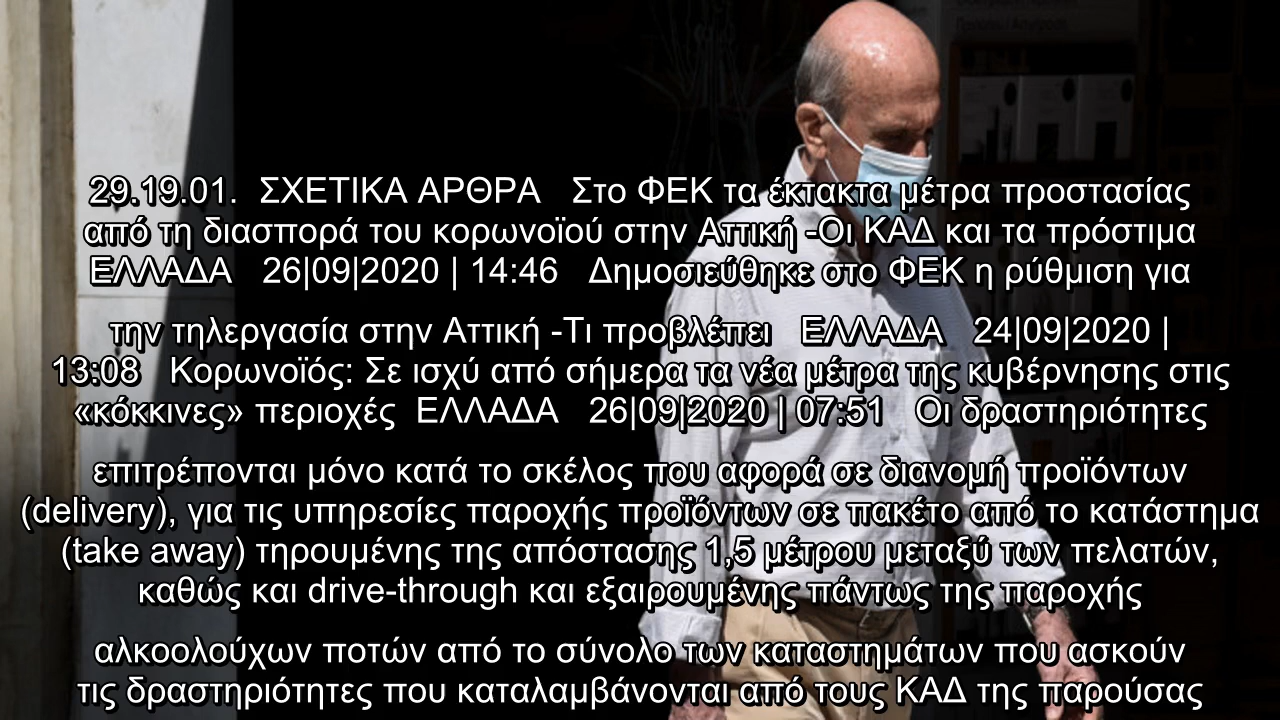 29.19.01. ΣΧΕΤΙΚΑ ΑΡΘΡΑ Στο ΦΕΚ τα έκτακτα μέτρα προστασίας
από τη διασπορά του κορωνοϊού στην Αττική -Οι ΚΑΔ και τα πρόστιμα
ΕΛΛΑΔΑ 26|09|2020 | 14:46 Δημοσιεύθηκε στο ΦΕΚ η ρύθμιση για
την τηλεργασία στην Αττική -Τι προβλέπει ΕΛΛΑΔΑ 24|09|2020 |
13:08 Κορωνοϊός: Σε ισχύ από σήμερα τα νέα μέτρα της κυβέρνησης στις
«κόκκινες» περιοχές ΕΛΛΑΔΑ 26|09|2020 | 07:51 Οι δραστηριότητες
επιτρέπονται μόνο κατά το σκέλος που αφορά σε διανομή προϊόντων
(delivery), για τις υπηρεσίες παροχής προϊόντων σε πακέτο από το κατάστημα
(take away) τηρουμένης της απόστασης 1,5 μέτρου μεταξύ των πελατών,
καθώς και drive-through και εξαιρουμένης πάντως της παροχής
αλκοολούχων ποτών από το σύνολο των καταστημάτων που ασκούν
τις δραστηριότητες που καταλαμβάνονται από τους ΚΑΔ της παρούσας